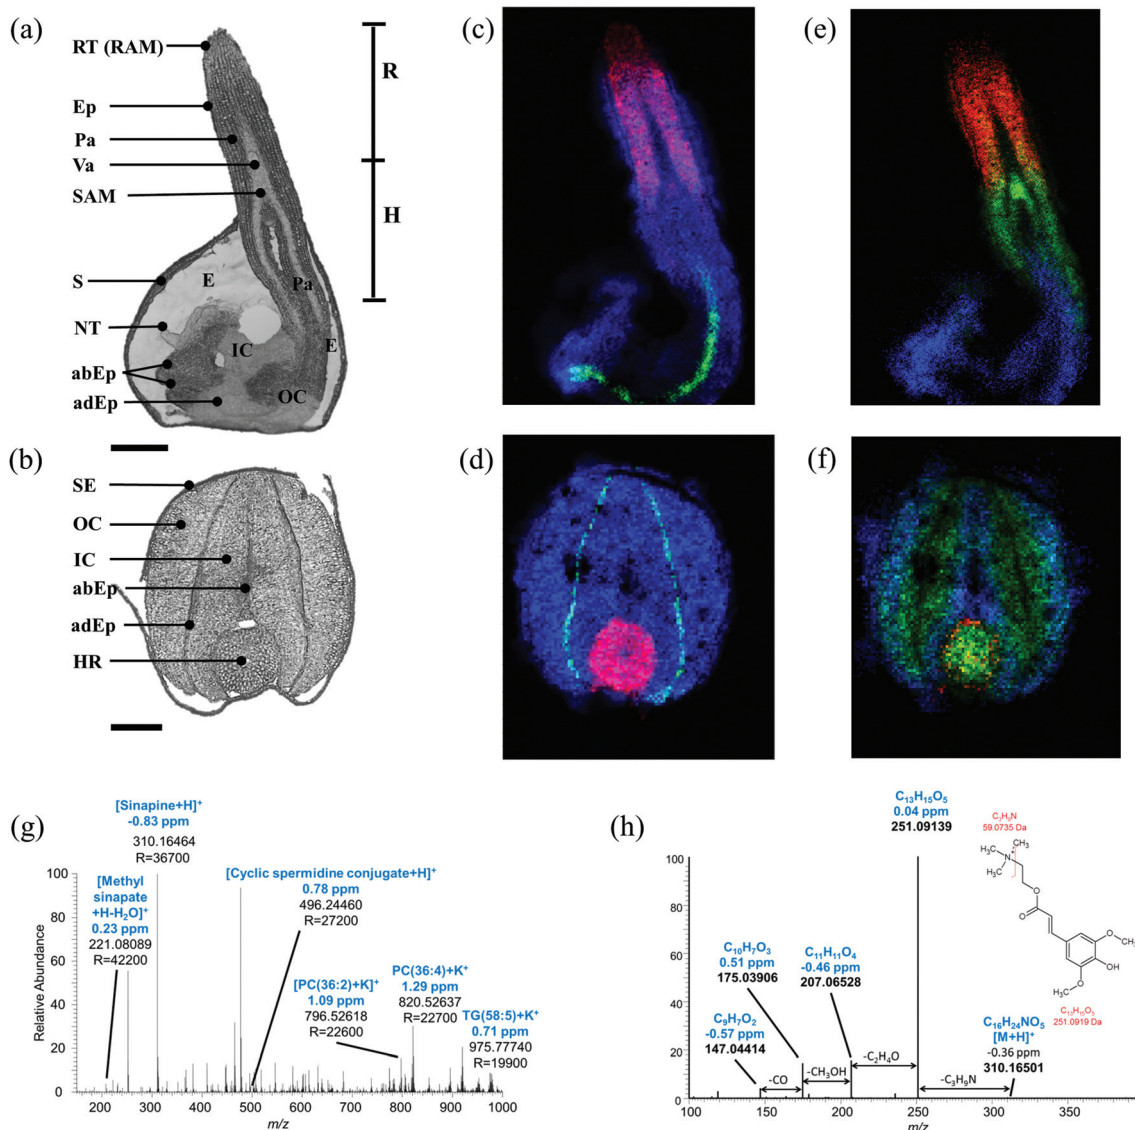 (a)
RT (RAM)
Ep
Pa
Va
SAM
S
NT
abEp
adEp
E
IC
Pa
E
OC
R
H
(b)
SE
OC
IC
abEp
adEp
HR
(c)
(d)
(e)
(f)
(g)
[Sinapine+H]⁺
-0.83 ppm
310.16464
R=36700
[Methyl
sinapate
+H-H₂O]⁺
0.23 ppm
221.08089
R=42200
[Cyclic spermidine conjugate+H]⁺
0.78 ppm
496.24460
R=27200
[PC(36:2)+K]⁺
1.09 ppm
796.52618
R=22600
PC(36:4)+K⁺
1.29 ppm
820.52637
R=22700
TG(58:5)+K⁺
0.71 ppm
975.77740
R=19900
Relative Abundance
100
80
60
40
20
0
200 300 400 500 600 700 800 900 1000
m/z
(h)
C₁₃H₁₅O₅
0.04 ppm
251.09139
C₁₀H₇O₃
0.51 ppm
175.03906
C₁₁H₁₁O₄
-0.46 ppm
207.06528
C₉H₇O₂
-0.57 ppm
147.04414
C₁₆H₂₄NO₅
[M+H]⁺
-0.36 ppm
310.16501
-CO
-CH₃OH
-C₂H₄O
-C₃H₉N
C₃H₉N
59.0735 Da
H₃C
CH₃
N⁺
H₃C
O
O
O
CH₃
OH
O
CH₃
C₁₃H₁₅O₅
251.0919 Da
100
80
60
40
20
0
100 150 200 250 300 350
m/z